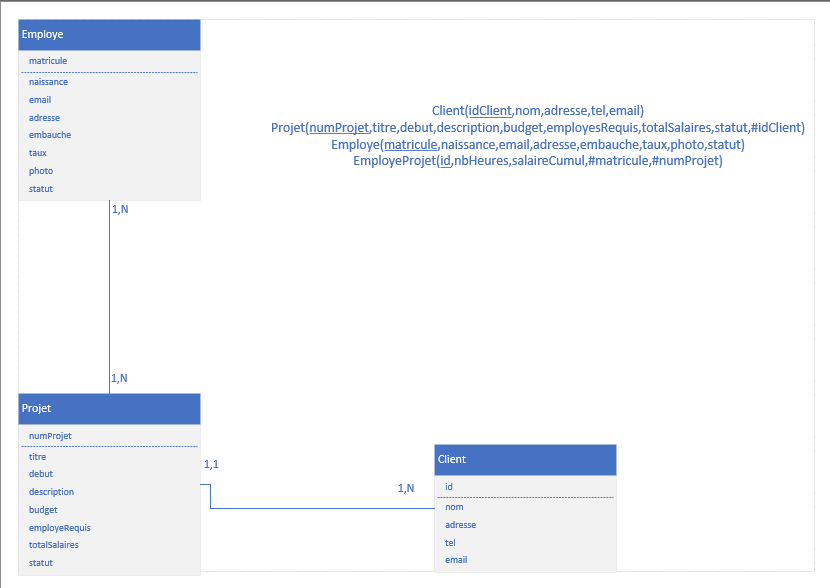 Employe
matricule
naissance
email
adresse
embauche
taux
photo
statut
Client(idClient,nom,adresse,tel,email)
Projet(numProjet,titre,debut,description,budget,employesRequis,totalSalaires,statut,#idClient)
Employe(matricule,naissance,email,adresse,embauche,taux,photo,statut)
EmployeProjet(id,nbHeures,salaireCumul,#matricule,#numProjet)
1,N
1,N
Projet
numProjet
titre
debut
description
budget
employeRequis
totalSalaires
statut
1,1
1,N
Client
id
nom
adresse
tel
email